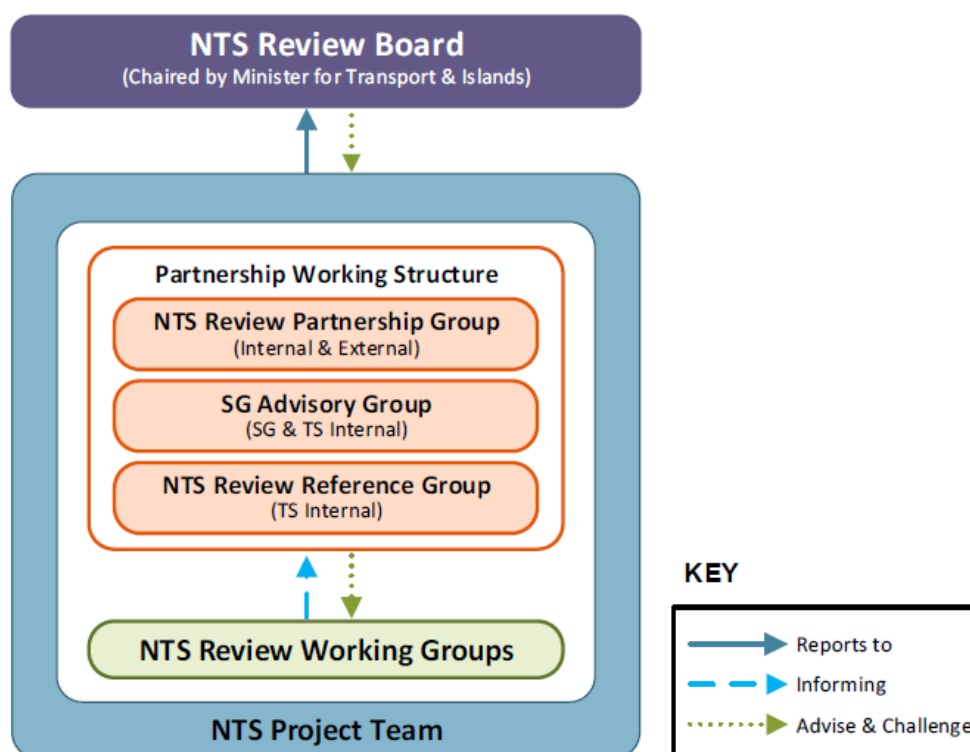 NTS Review Board
(Chaired by Minister for Transport & Islands)
Partnership Working Structure
NTS Review Partnership Group
(Internal & External)
SG Advisory Group
(SG & TS Internal)
NTS Review Reference Group
(TS Internal)
NTS Review Working Groups
NTS Project Team
KEY
Reports to
Informing
Advise & Challenge